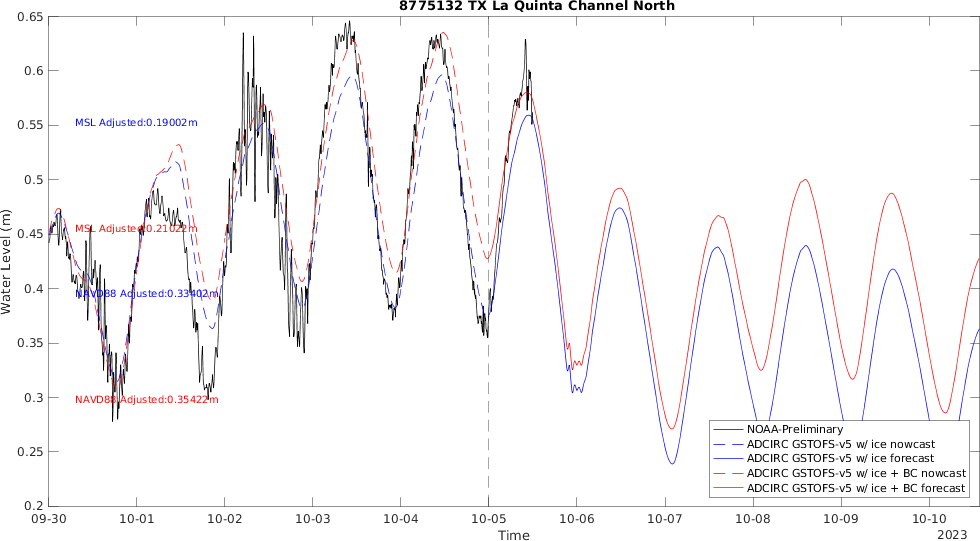 8775132 TX La Quinta Channel North
0.65
0.6
0.55
0.5
0.45
0.4
0.35
0.3
0.25
0.2
Water Level (m)
MSL Adjusted:0.19002m
MSL Adjusted:0.21022m
NAVD88 Adjusted:0.33402m
NAVD88 Adjusted:0.35422m
NOAA-Preliminary
ADCIRC GSTOFS-v5 w/ ice nowcast
ADCIRC GSTOFS-v5 w/ ice forecast
ADCIRC GSTOFS-v5 w/ ice + BC nowcast
ADCIRC GSTOFS-v5 w/ ice + BC forecast
09-30 10-01 10-02 10-03 10-04 10-05 10-06 10-07 10-08 10-09 10-10
Time
2023